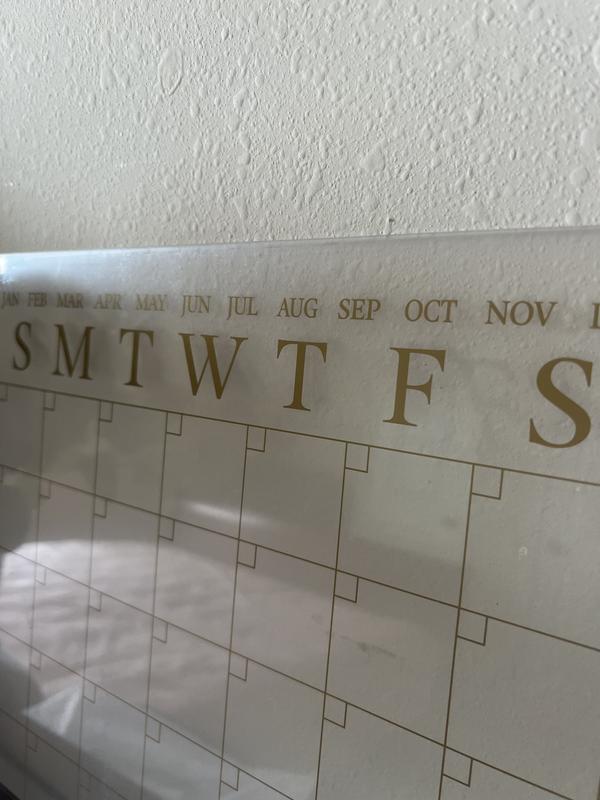 JAN FEB MAR APR MAY JUN JUL AUG SEP OCT NOV
S M T W T F S